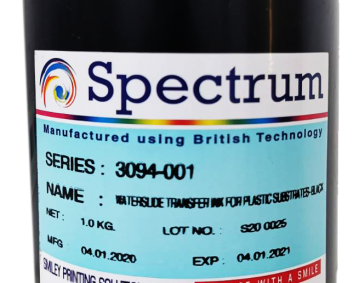 Spectrum
Manufactured using British Technology
SERIES : 3094-001
NAME : WATERSLIDE TRANSFER INK FOR PLASTIC SUBSTRATES-BLACK
NET : 1.0 KG. LOT NO. : S20 0025
MFG 04.01.2020 EXP : 04.01.2021
SMILEY PRINTING WITH A SMILE